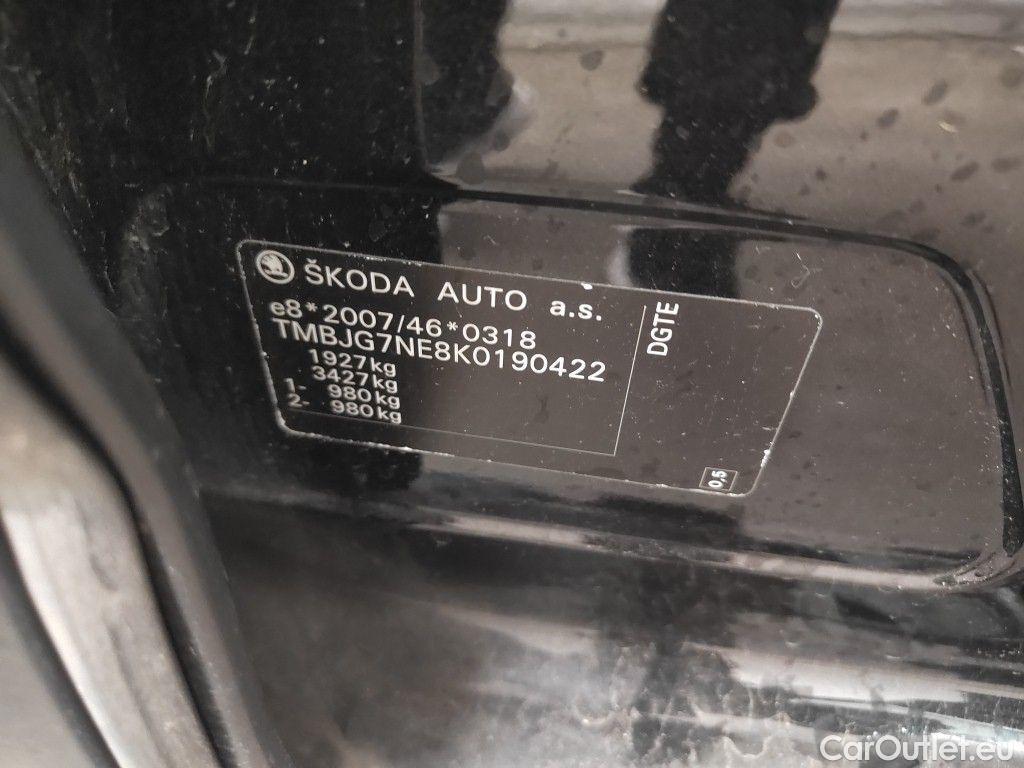 ŠKODA AUTO a.s.
e8*2007/46*0318
TMBJG7NE8K0190422
1927kg
3427kg
1- 980kg
2- 980kg
DGTE
0,5
CarOutlet.eu